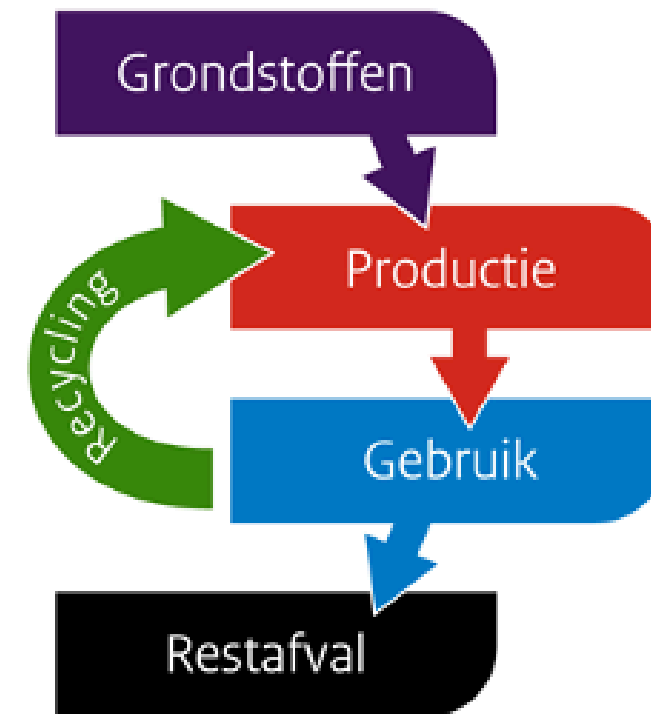 Grondstoffen
Productie
Recycling
Gebruik
Restafval